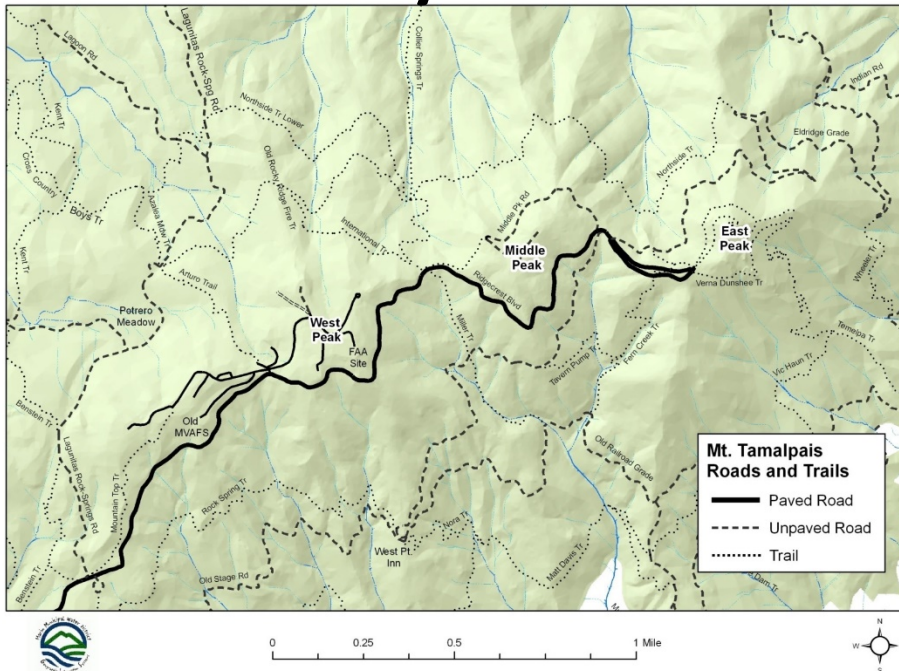 Lagoon Rd
Lagunitas Rock-Spg Rd
Collier Springs Tr
Indian Rd
Kent Tr
Northside Tr Lower
Eldridge Grade
Cross Country
Boys Tr
Old Rocky Ridge Fire Tr
Northside Tr
Azalea Mdw Tr
International Tr
Middle Pk Rd
East
Peak
Middle
Peak
Kent Tr
Arturo Trail
Ridgecrest Blvd
Verna Dunshee Tr
Wheeler Tr
Potrero
Meadow
West
Peak
FAA
Site
Miller Tr
Tavern Pump Tr
Fern Creek Tr
Temelpa Tr
Vic Haun Tr
Benstein Tr
Old
MVAFS
Old Railroad Grade
Lagunitas Rock-Springs Rd
Mountain Top Tr
Rock Spring Tr
Nora Tr
West Pt.
Inn
Matt Davis Tr
Benstein Tr
Old Stage Rd
Dam Tr
Mt. Tamalpais
Roads and Trails
Paved Road
Unpaved Road
Trail
0 0.25 0.5 1 Mile
N
W E
S